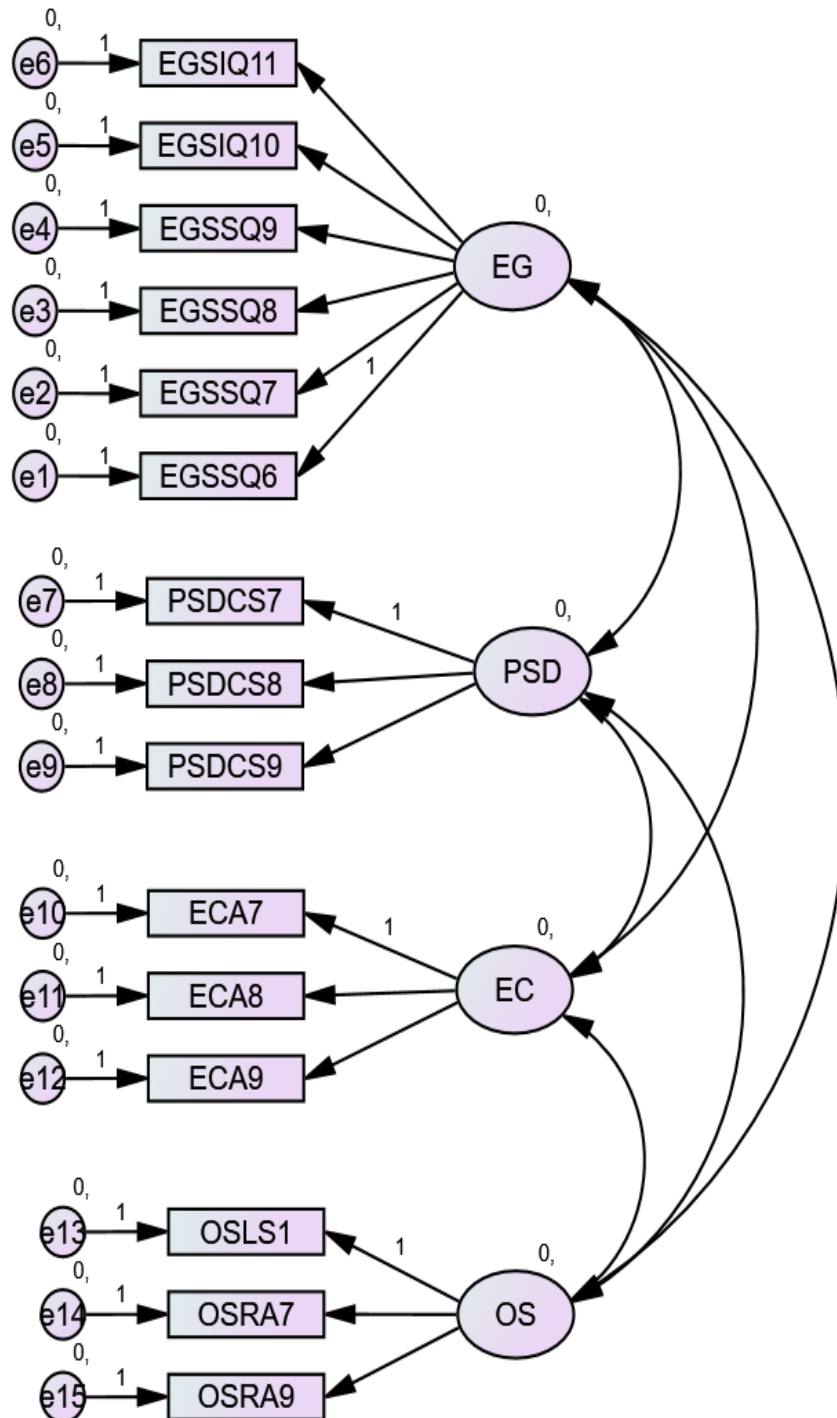 0,
e6 1 EGSIQ11
0,
e5 1 EGSIQ10
0,
e4 1 EGSSQ9
0, EG
0,
e3 1 EGSSQ8
0,
e2 1 EGSSQ7
1
0,
e1 1 EGSSQ6
0,
e7 1 PSDCS7
1
0,
0,
e8 1 PSDCS8
PSD
0,
e9 1 PSDCS9
0,
e10 1 ECA7
1
0,
0,
e11 1 ECA8
EC
0,
e12 1 ECA9
0,
e13 1 OSLS1
1
0,
0,
e14 1 OSRA7
OS
0,
e15 1 OSRA9